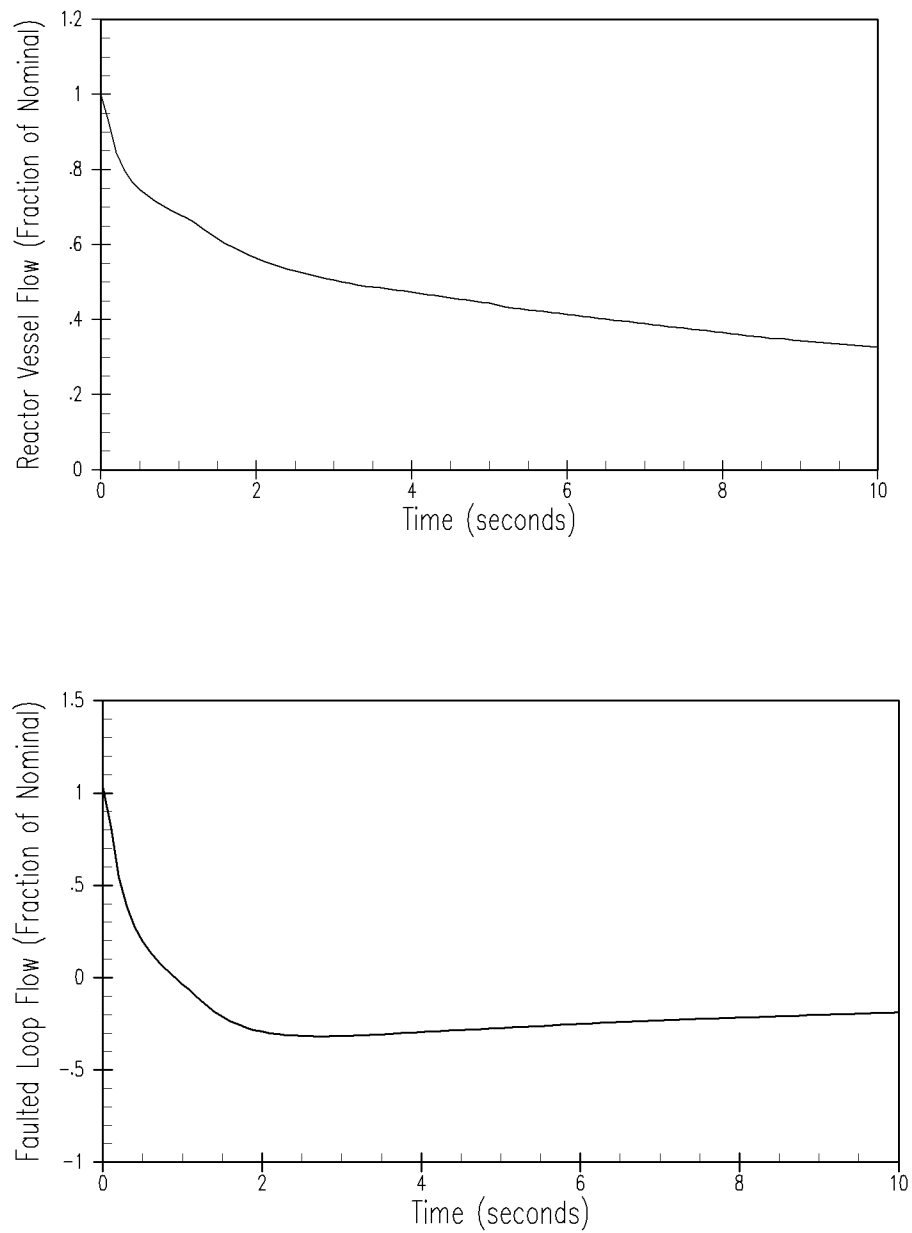 Reactor Vessel Flow (Fraction of Nominal)
1.2
1
.8
.6
.4
.2
0
0 2 4 6 8 10
Time (seconds)
Faulted Loop Flow (Fraction of Nominal)
1.5
1
.5
0
-.5
-1
0 2 4 6 8 10
Time (seconds)